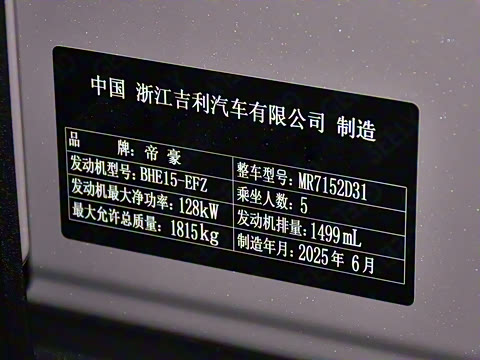 中国 浙江吉利汽车有限公司 制造
品 牌: 帝 豪
发动机型号: BHE15-EFZ 整车型号: MR7152D31
发动机最大净功率: 128kW 乘坐人数: 5
最大允许总质量: 1815kg 发动机排量: 1499mL
制造年月: 2025年 6月